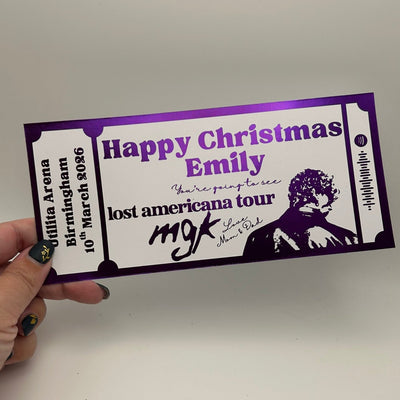 Utilita Arena
Birmingham
10th March 2026
Happy Christmas
Emily
You're going to see
lost americana tour
mgk
Love
Mum & Dad